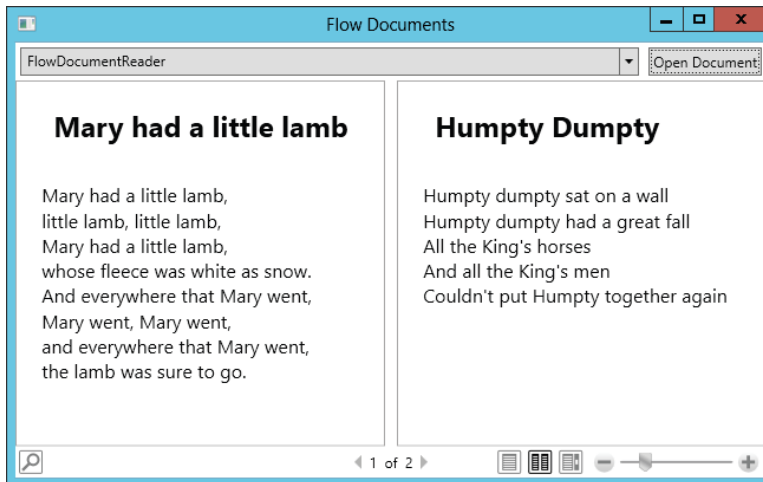 Flow Documents
FlowDocumentReader
Open Document
Mary had a little lamb
Mary had a little lamb,
little lamb, little lamb,
Mary had a little lamb,
whose fleece was white as snow.
And everywhere that Mary went,
Mary went, Mary went,
and everywhere that Mary went,
the lamb was sure to go.
Humpty Dumpty
Humpty dumpty sat on a wall
Humpty dumpty had a great fall
All the King's horses
And all the King's men
Couldn't put Humpty together again
1 of 2